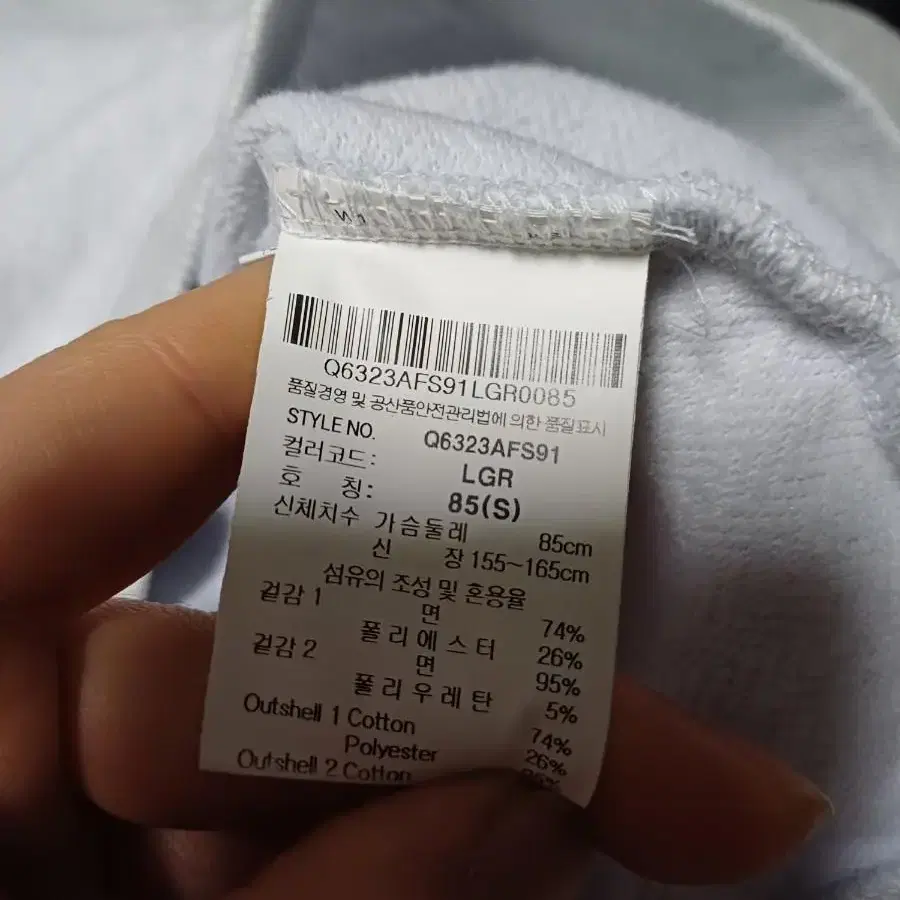 Q6323AFS91LGR0085
품질경영 및 공산품안전관리법에 의한 품질표시
STYLE NO. Q6323AFS91
컬러코드: LGR
호 칭: 85(S)
신체치수 가슴둘레 85cm
신 장 155~165cm
섬유의 조성 및 혼용율
겉감 1 면 74%
폴리에스터 26%
겉감 2 면 95%
폴리우레탄 5%
Outshell 1 Cotton 74%
Polyester 26%
Outshell 2 Cotton